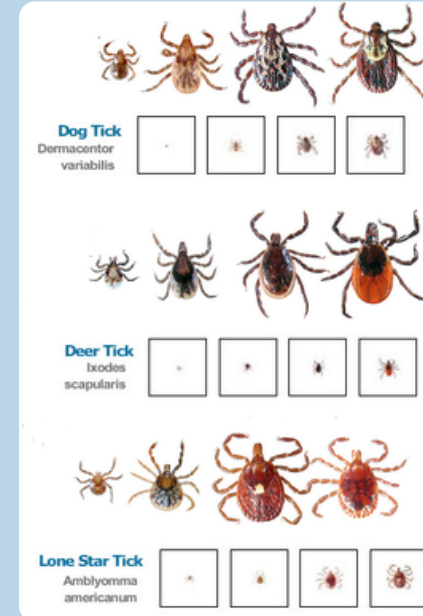 Dog Tick
Dermacentor
variabilis
Deer Tick
Ixodes
scapularis
Lone Star Tick
Amblyomma
americanum